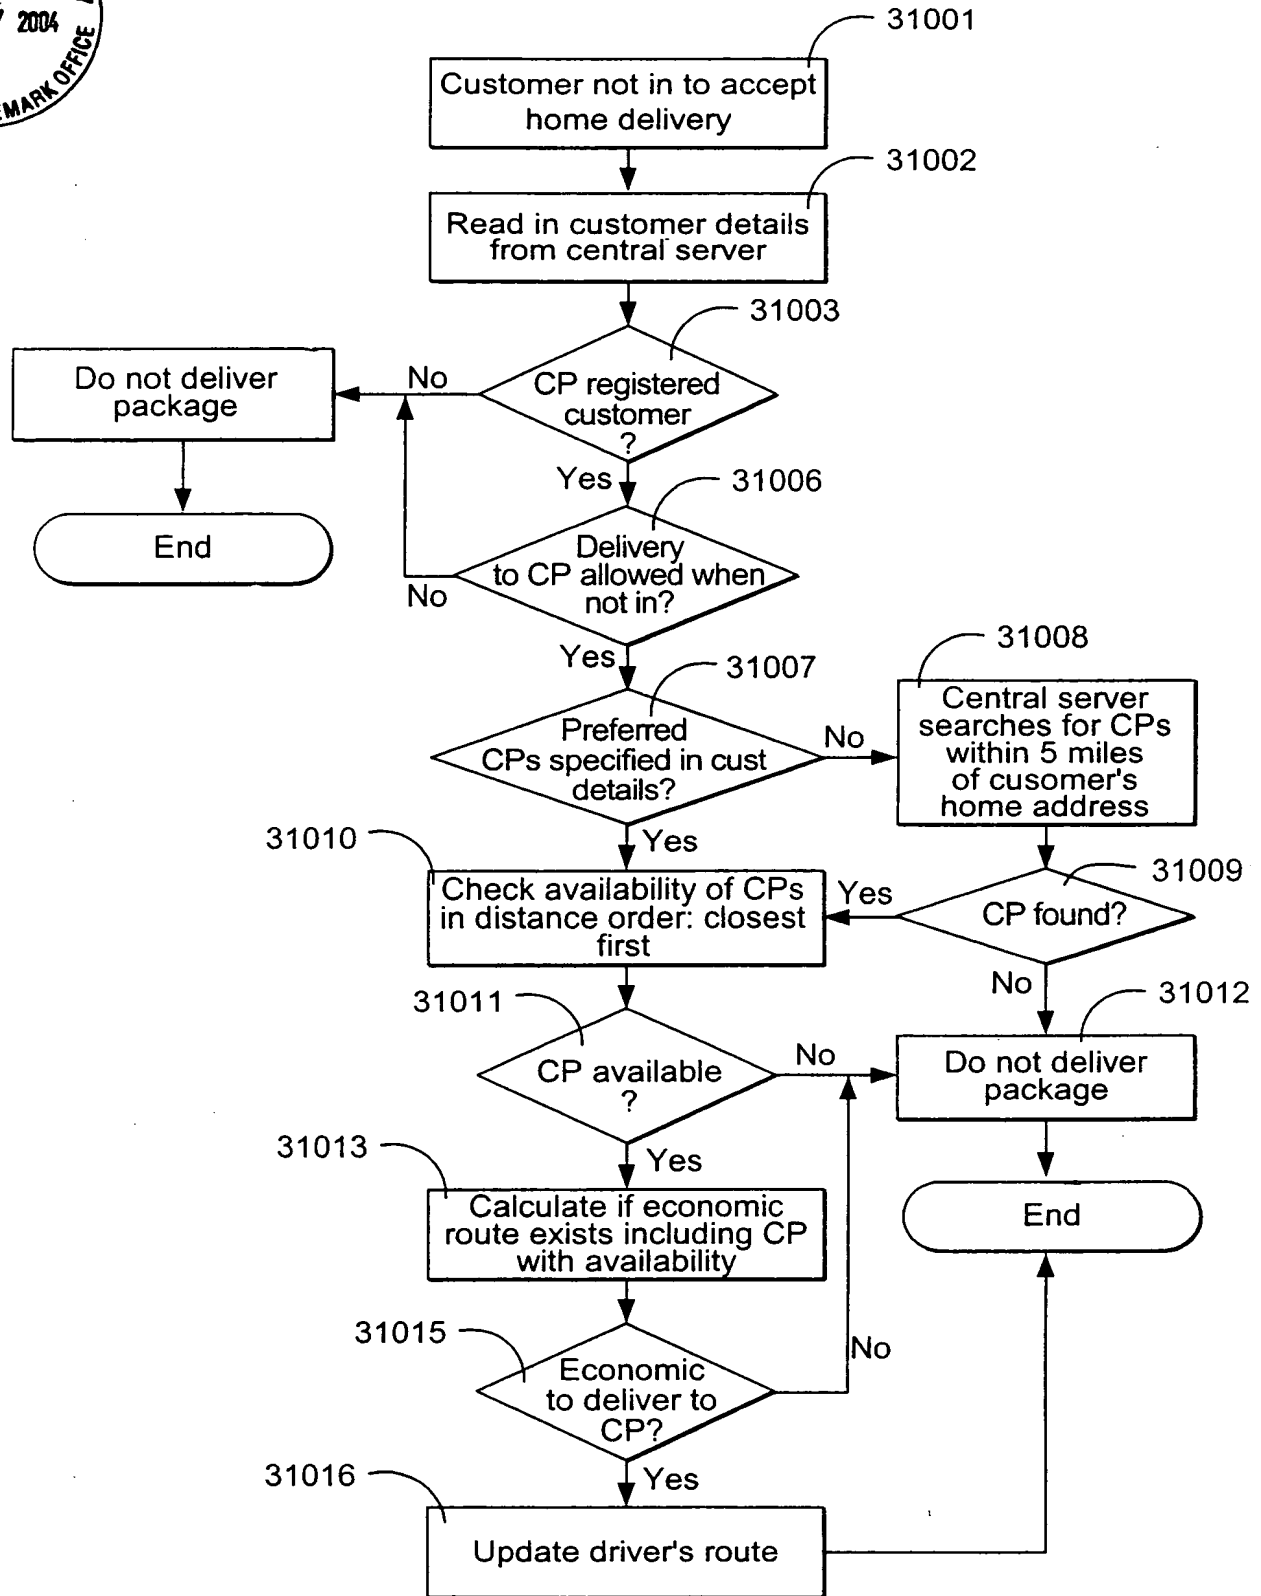 2004
EMARK OFFICE
31001
Customer not in to accept
home delivery
31002
Read in customer details
from central server
31003
CP registered
customer
?
No
Do not deliver
package
End
Yes
31006
Delivery
to CP allowed when
not in?
No
Yes
31007
Preferred
CPs specified in cust
details?
No
31008
Central server
searches for CPs
within 5 miles
of cusomer's
home address
Yes
31010
Check availability of CPs
in distance order: closest
first
31009
CP found?
Yes
No
31012
Do not deliver
package
End
31011
CP available
?
No
Yes
31013
Calculate if economic
route exists including CP
with availability
31015
Economic
to deliver to
CP?
No
Yes
31016
Update driver's route